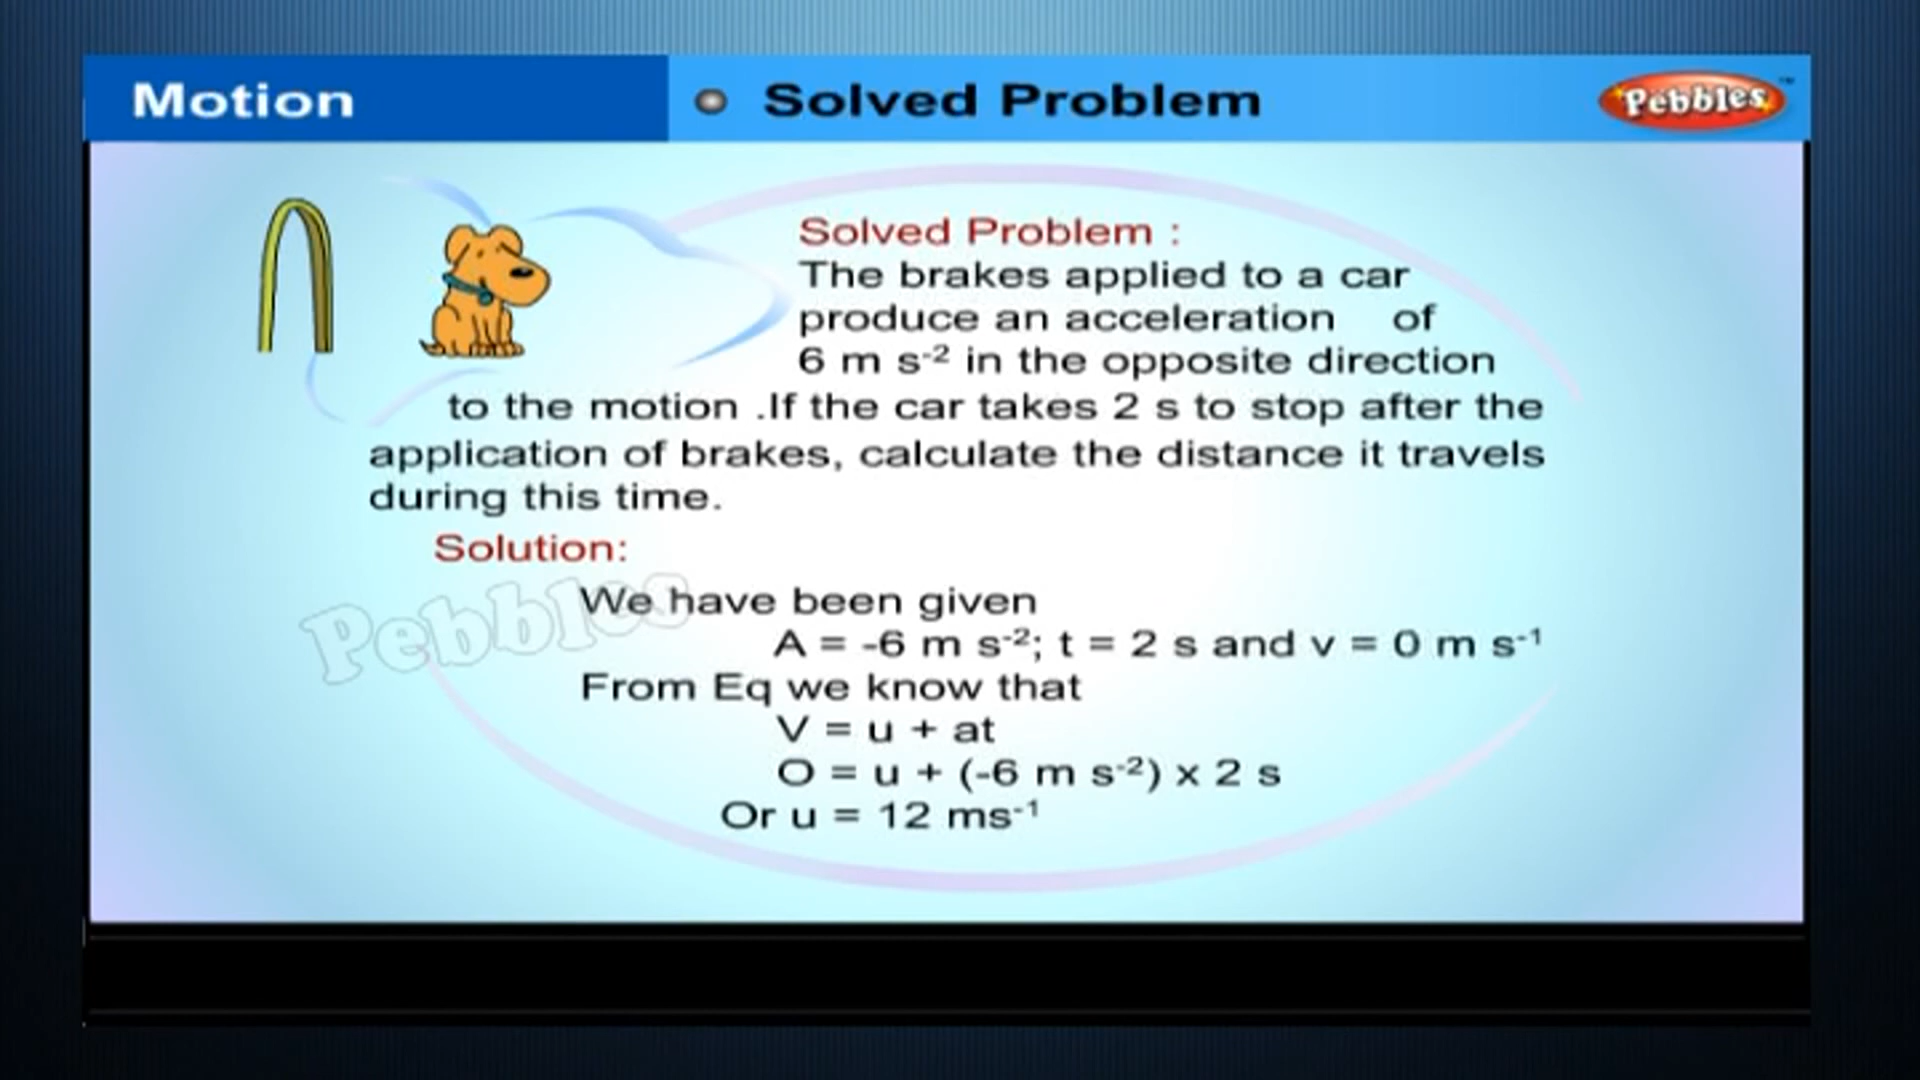 Motion
Solved Problem
Pebbles™
Solved Problem :
The brakes applied to a car
produce an acceleration of
6 m s⁻² in the opposite direction
to the motion .If the car takes 2 s to stop after the
application of brakes, calculate the distance it travels
during this time.
Solution:
Pebbles
We have been given
A = -6 m s⁻²; t = 2 s and v = 0 m s⁻¹
From Eq we know that
V = u + at
O = u + (-6 m s⁻²) x 2 s
Or u = 12 ms⁻¹